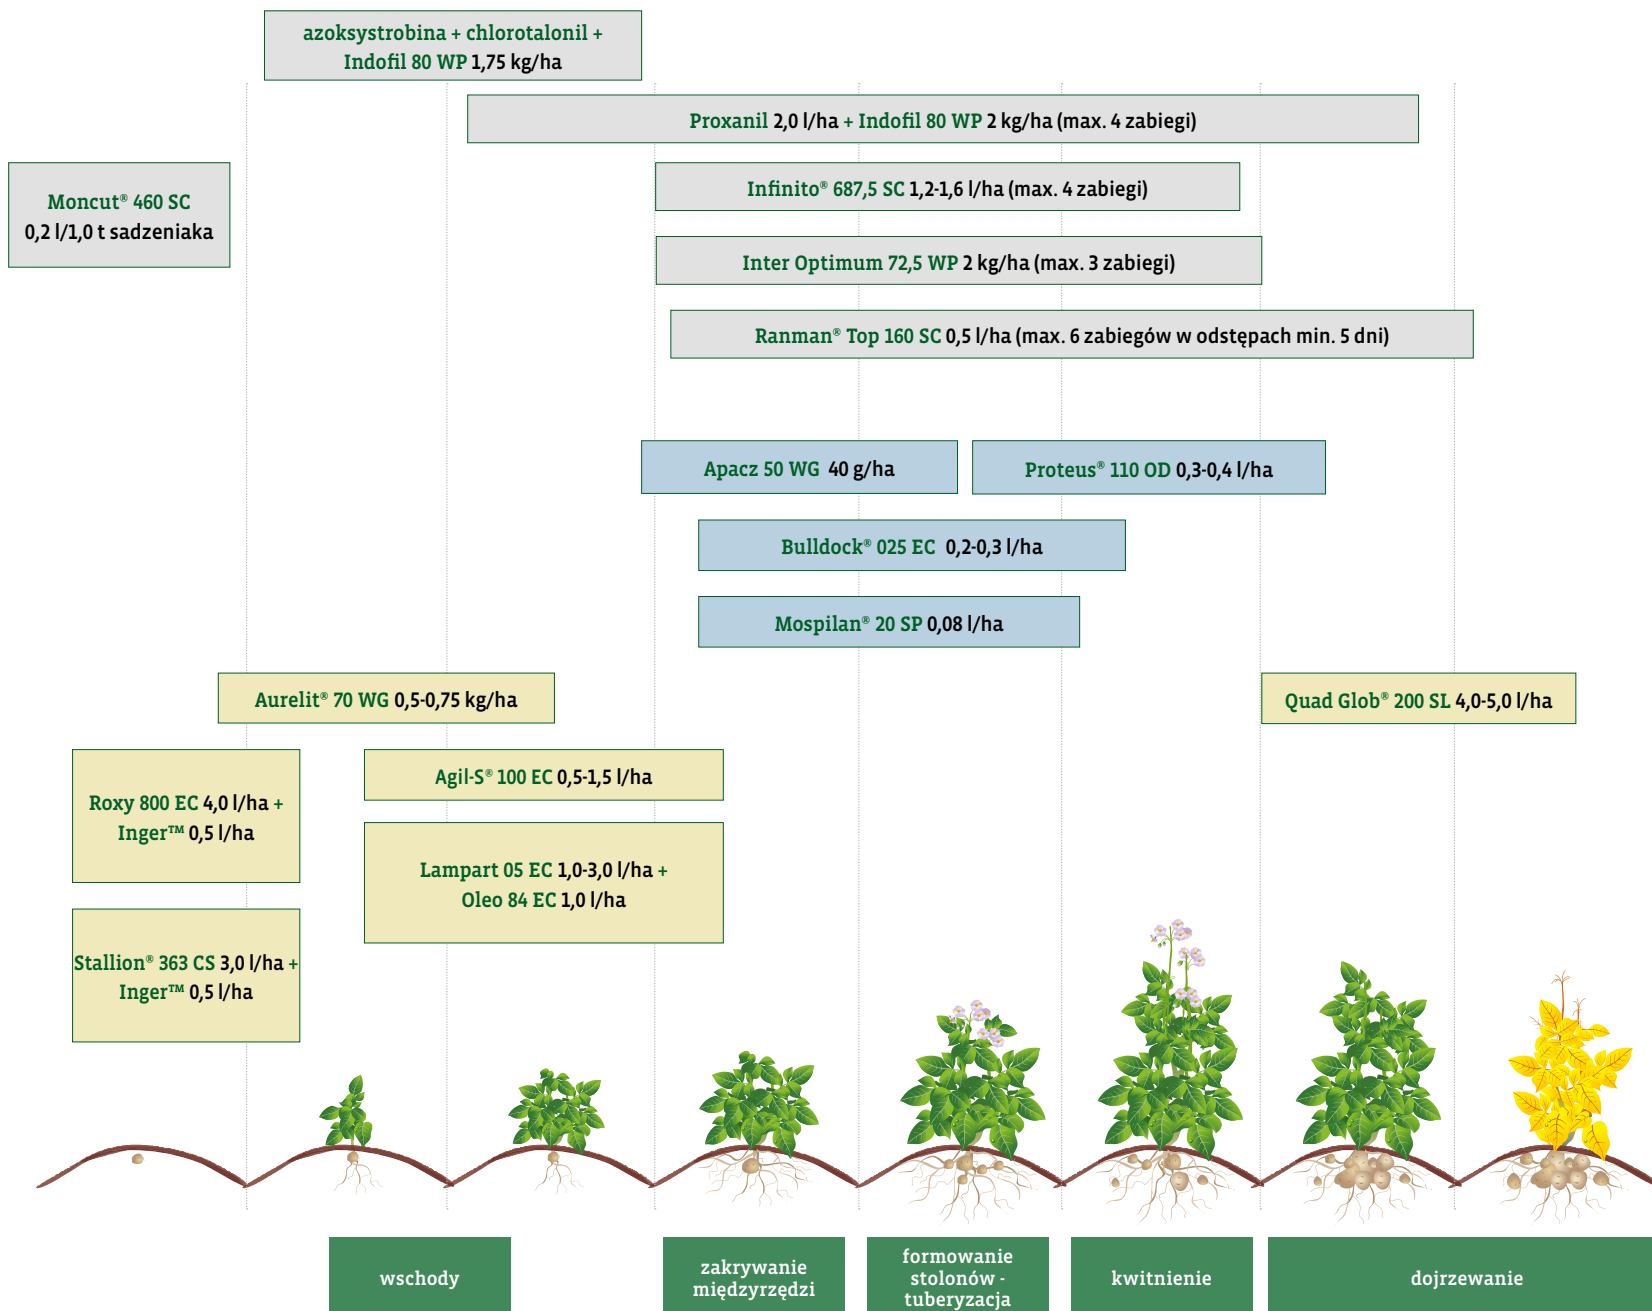 azoksystrobina + chlorotalonil +
Indofil 80 WP 1,75 kg/ha
Proxanil 2,0 l/ha + Indofil 80 WP 2 kg/ha (max. 4 zabiegi)
Moncut® 460 SC
0,2 l/1,0 t sadzeniaka
Infinito® 687,5 SC 1,2-1,6 l/ha (max. 4 zabiegi)
Inter Optimum 72,5 WP 2 kg/ha (max. 3 zabiegi)
Ranman® Top 160 SC 0,5 l/ha (max. 6 zabiegów w odstępach min. 5 dni)
Apacz 50 WG 40 g/ha
Proteus® 110 OD 0,3-0,4 l/ha
Bulldock® 025 EC 0,2-0,3 l/ha
Mospilan® 20 SP 0,08 l/ha
Aurelit® 70 WG 0,5-0,75 kg/ha
Quad Glob® 200 SL 4,0-5,0 l/ha
Roxy 800 EC 4,0 l/ha +
Inger™ 0,5 l/ha
Agil-S® 100 EC 0,5-1,5 l/ha
Lampart 05 EC 1,0-3,0 l/ha +
Oleo 84 EC 1,0 l/ha
Stallion® 363 CS 3,0 l/ha +
Inger™ 0,5 l/ha
wschody
zakrywanie
międzyrzędzi
formowanie
stolonów -
tuberyzacja
kwitnienie
dojrzewanie